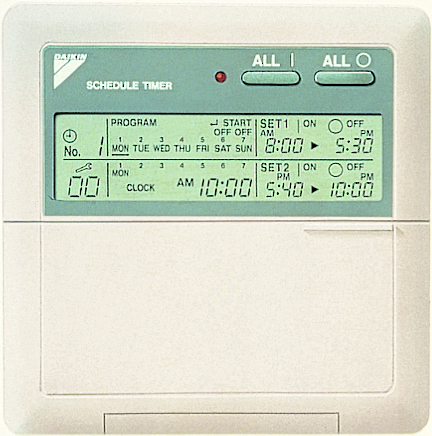 DAIKIN
SCHEDULE TIMER
ALL | ALL ○
PROGRAM ↵ START SET1 | ON ○ OFF
OFF OFF AM PM
No. 1 1 2 3 4 5 6 7 8:00 ▶ 5:30
MON TUE WED THU FRI SAT SUN
1 2 3 4 5 6 7 SET2 | ON ○ OFF
MON PM PM
00 CLOCK AM 10:00 5:40 ▶ 10:00